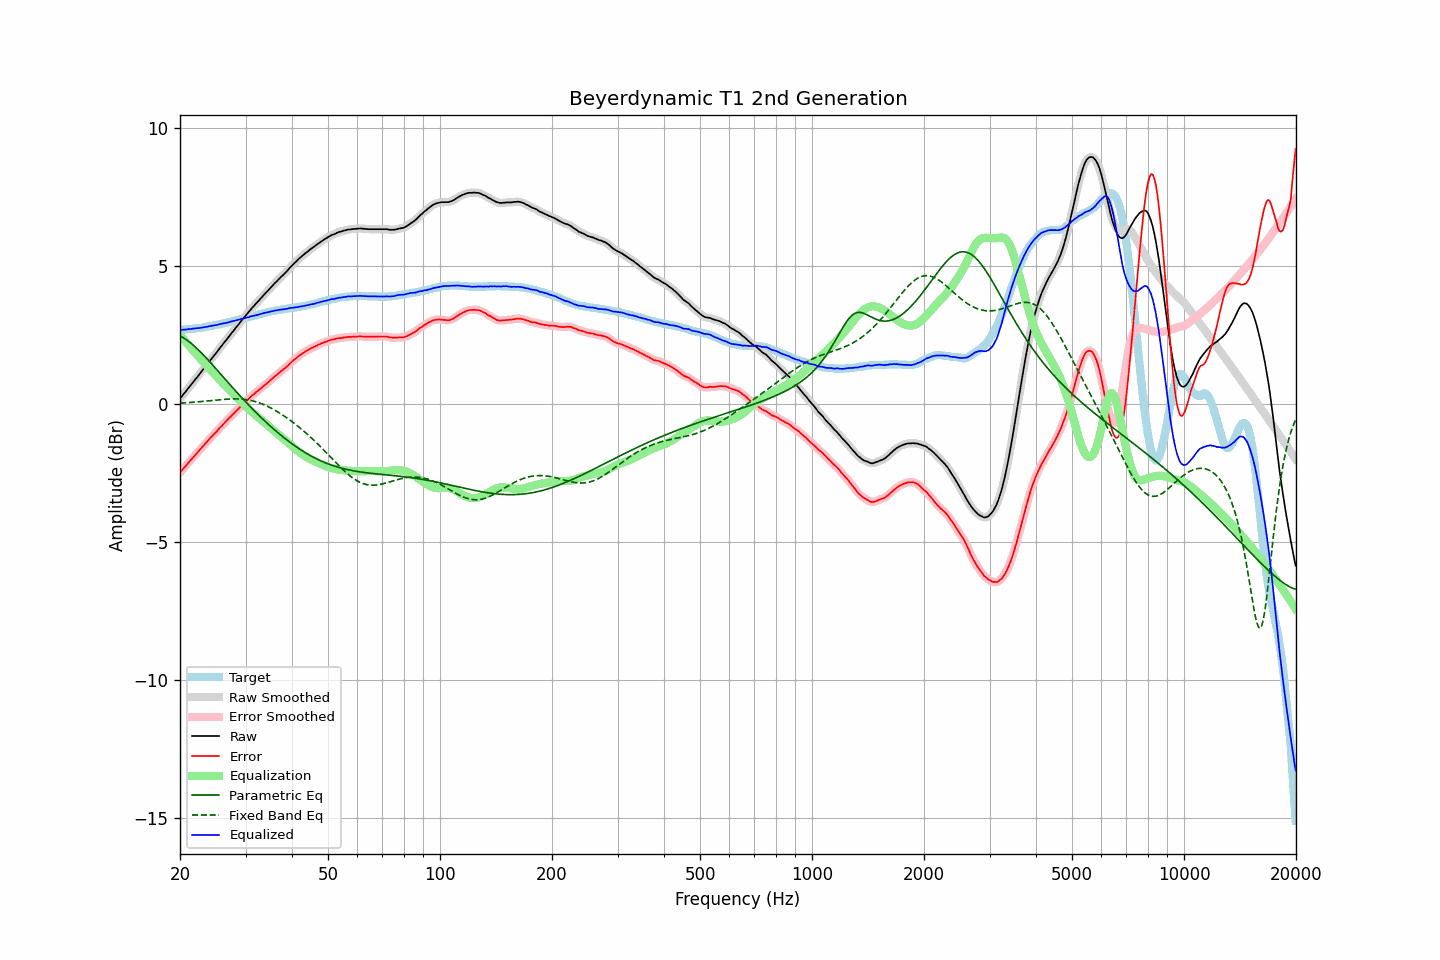 Beyerdynamic T1 2nd Generation
Amplitude (dBr)
10
5
0
−5
−10
−15
Target
Raw Smoothed
Error Smoothed
Raw
Error
Equalization
Parametric Eq
Fixed Band Eq
Equalized
20 50 100 200 500 1000 2000 5000 10000 20000
Frequency (Hz)